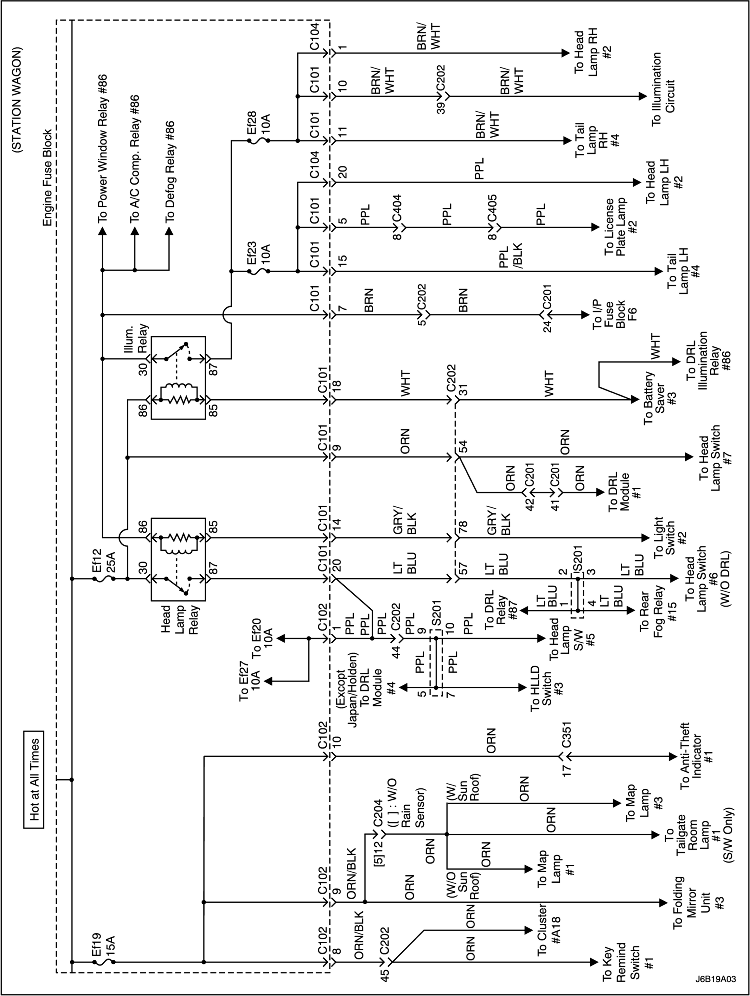 (STATION WAGON)
Engine Fuse Block
Hot at All Times
To Power Window Relay #86
To A/C Comp. Relay #86
To Defog Relay #86
Ef28
10A
Ef23
10A
Illum.
Relay
30
87
86
85
Ef12
25A
86
85
30
87
Head
Lamp
Relay
Ef19
15A
C104
1
BRN/
WHT
To Head
Lamp RH
#2
C101
10
BRN/
WHT
39
C202
BRN/
WHT
To Illumination
Circuit
C101
11
BRN/
WHT
To Tail
Lamp
RH
#4
C104
20
PPL
To Head
Lamp LH
#2
C101
5
PPL
8
C404
PPL
8
C405
PPL
To License
Plate Lamp
#2
C101
15
PPL
/BLK
To Tail
Lamp LH
#4
C101
7
BRN
5
C202
BRN
24
C201
To I/P
Fuse
Block
F6
C101
18
WHT
C202
31
WHT
WHT
To DRL
Illumination
Relay
#86
To Battery
Saver
#3
C101
9
ORN
54
ORN
To Head
Lamp Switch
#7
ORN
42
C201
41
C201
ORN
To DRL
Module
#1
C101
14
GRY/
BLK
78
GRY/
BLK
To Light
Switch
#2
C101
20
LT
BLU
57
LT
BLU
2
S201
3
LT
BLU
To Head
Lamp Switch
#6
(W/O DRL)
To DRL
Relay
#87
LT
BLU
1
4
LT
BLU
To Rear
Fog Relay
#15
To Ef20
10A
To Ef27
10A
C102
1
PPL
PPL
PPL
44
C202
PPL
9
S201
10
PPL
To Head
Lamp
S/W
#5
(Except
Japan/Holden)
To DRL
Module
#4
PPL
5
7
PPL
To HLLD
Switch
#3
C102
10
ORN
17
C351
To Anti-Theft
Indicator
#1
C102
9
ORN/BLK
[5]12
C204
([ ] : W/O
Rain
Sensor)
ORN
(W/
Sun
Roof)
ORN
To Map
Lamp
#3
ORN
To
Tailgate
Room
Lamp
#1
(S/W Only)
(W/O
Sun
Roof)
ORN
To Map
Lamp
#1
ORN
To Folding
Mirror
Unit
#3
C102
8
ORN/BLK
45
C202
ORN
ORN
To Cluster
#A18
ORN
ORN
To Key
Remind
Switch
#1
J6B19A03